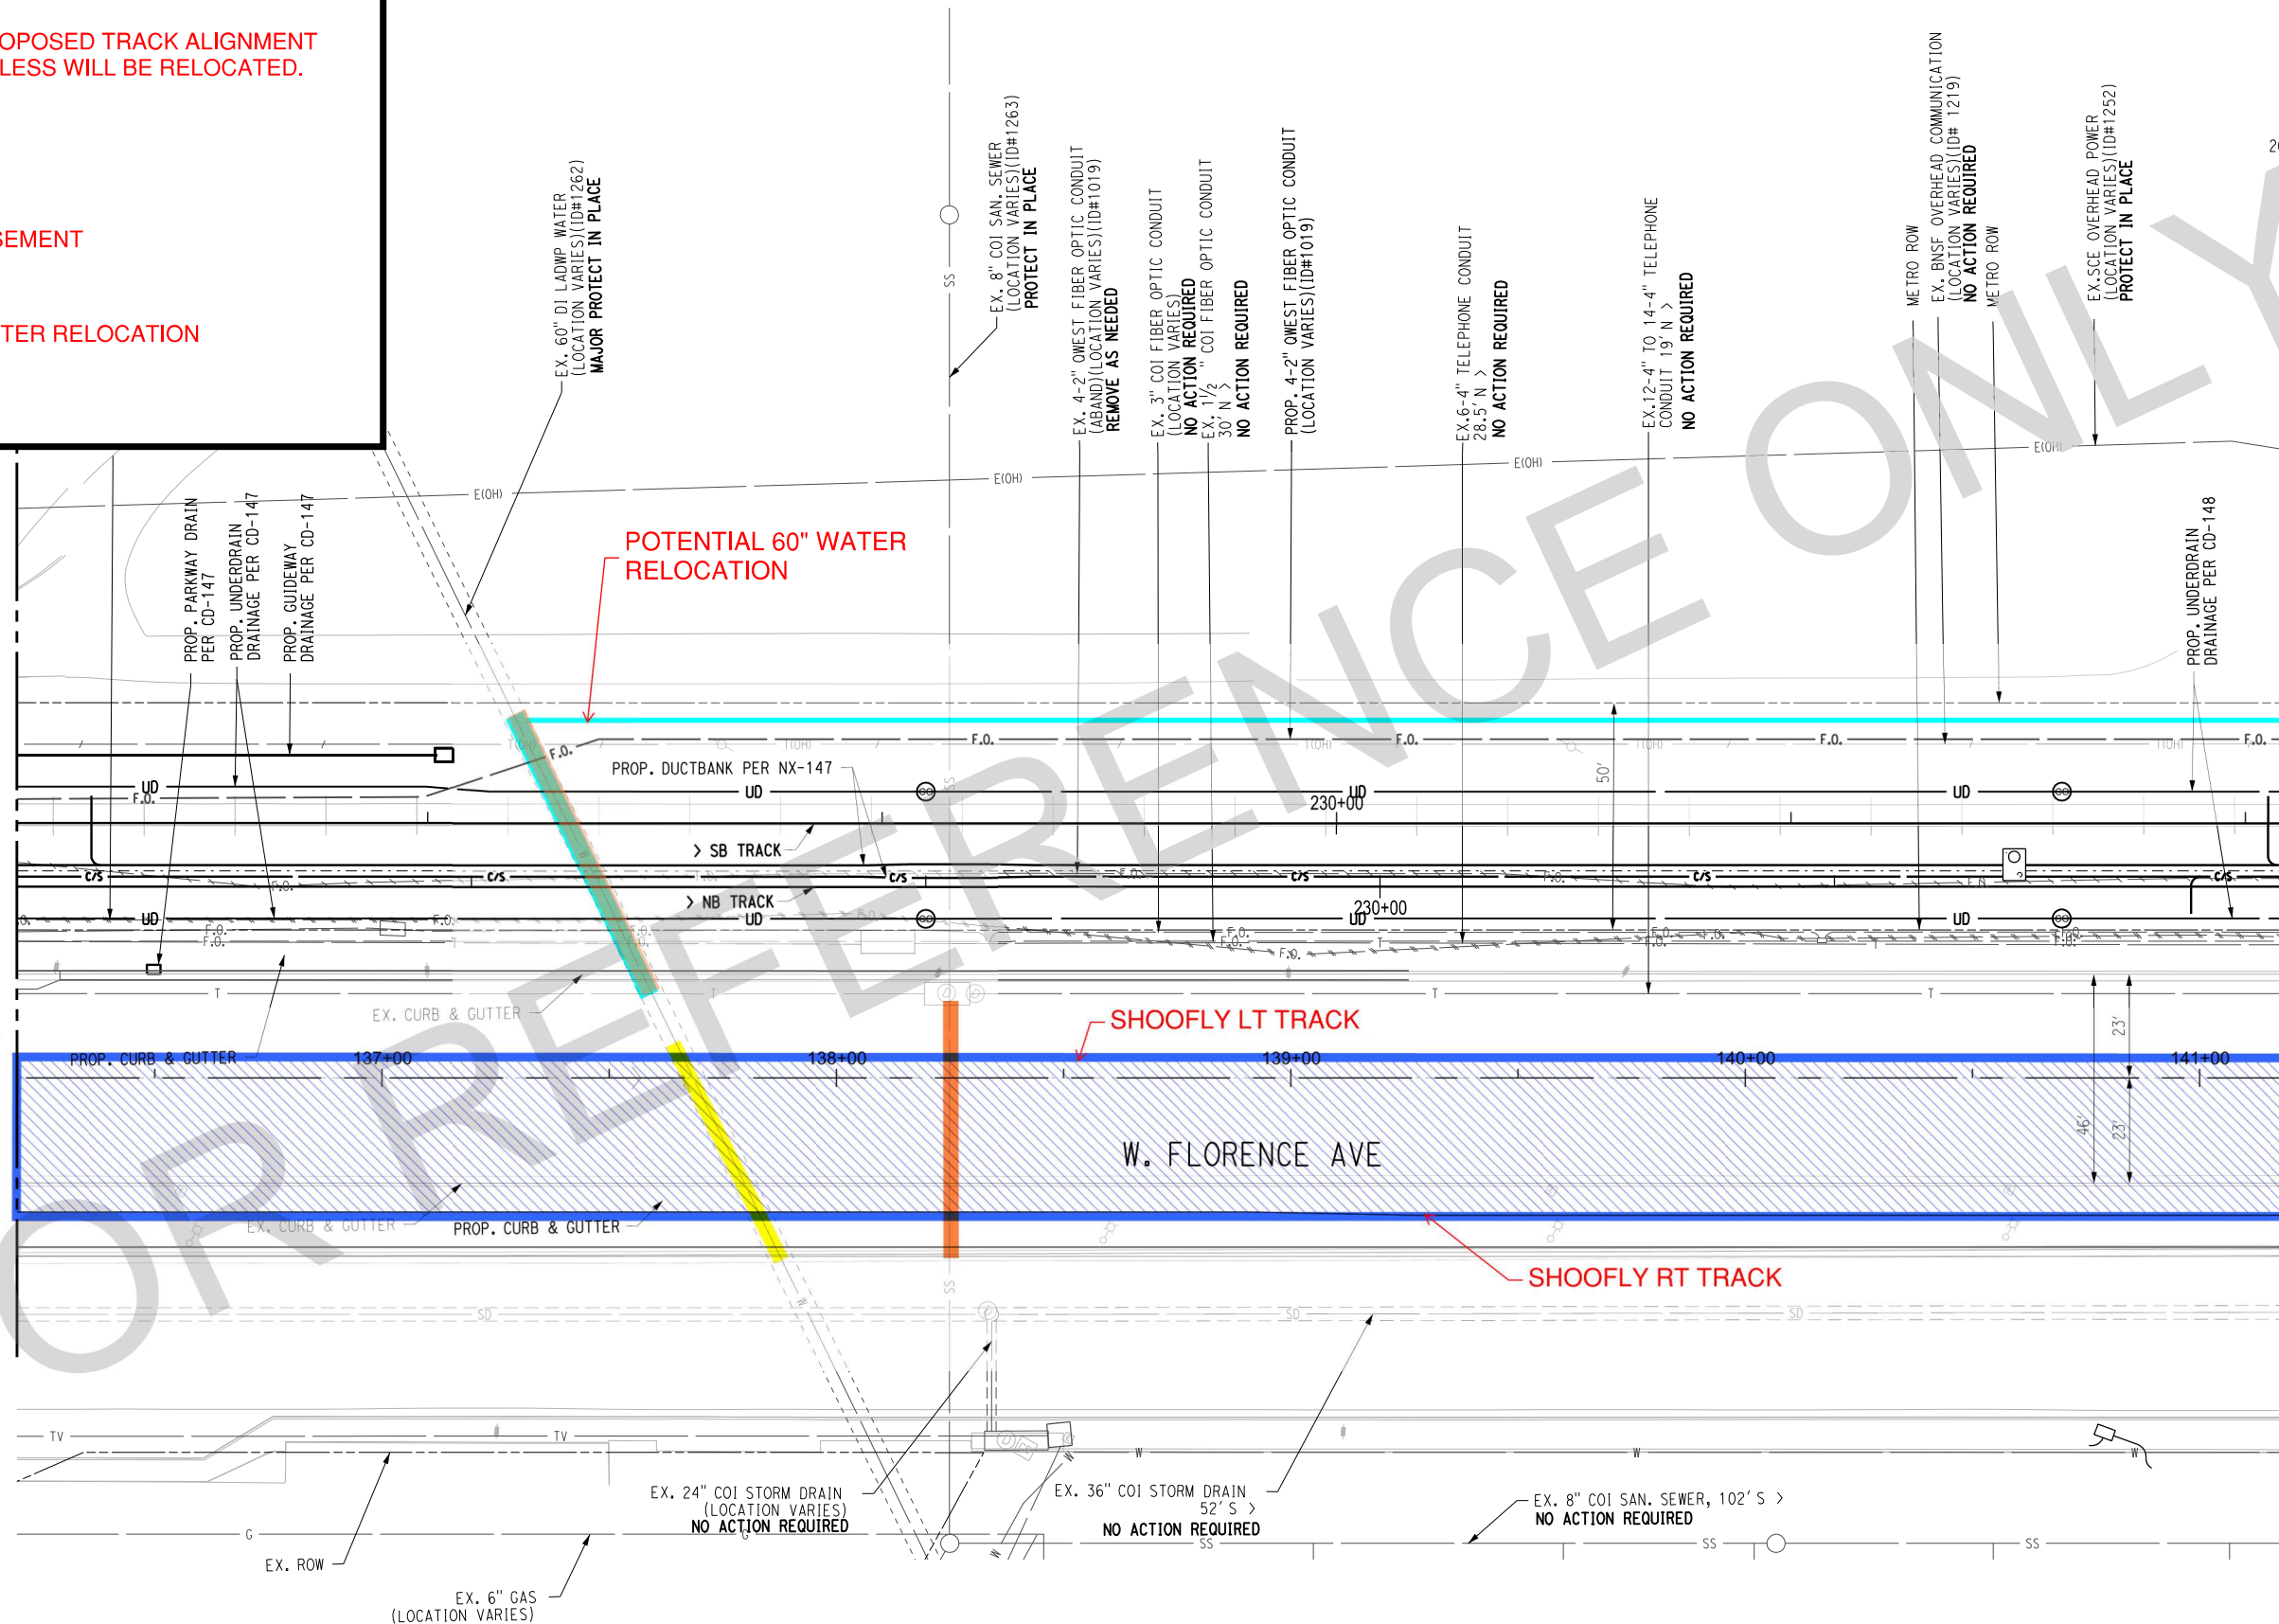 OPOSED TRACK ALIGNMENT
LESS WILL BE RELOCATED.
SEMENT
TER RELOCATION
EX. 60" DI LADWP WATER
(LOCATION VARIES)(ID#1262)
MAJOR PROTECT IN PLACE
EX. 8" COI SAN. SEWER
(LOCATION VARIES)(ID#1263)
PROTECT IN PLACE
EX. 4-2" QWEST FIBER OPTIC CONDUIT
(ABAND)(LOCATION VARIES)(ID#1019)
REMOVE AS NEEDED
EX. 3" COI FIBER OPTIC CONDUIT
(LOCATION VARIES)
NO ACTION REQUIRED
EX. 1½" COI FIBER OPTIC CONDUIT
30' N >
NO ACTION REQUIRED
PROP. 4-2" QWEST FIBER OPTIC CONDUIT
(LOCATION VARIES)(ID#1019)
EX.6-4" TELEPHONE CONDUIT
28.5' N >
NO ACTION REQUIRED
EX.12-4" TO 14-4" TELEPHONE
CONDUIT 19' N >
NO ACTION REQUIRED
METRO ROW
EX. BNSF OVERHEAD COMMUNICATION
(LOCATION VARIES)(ID# 1219)
NO ACTION REQUIRED
METRO ROW
EX.SCE OVERHEAD POWER
(LOCATION VARIES)(ID#1252)
PROTECT IN PLACE
SS
E(OH)
E(OH)
E(OH)
E(OH)
PROP. PARKWAY DRAIN
PER CD-147
PROP. UNDERDRAIN
DRAINAGE PER CD-147
PROP. GUIDEWAY
DRAINAGE PER CD-147
POTENTIAL 60" WATER
RELOCATION
PROP. UNDERDRAIN
DRAINAGE PER CD-148
T(OH) T(OH) T(OH) T(OH) T(OH)
F.O. F.O. F.O. F.O. F.O.
PROP. DUCTBANK PER NX-147
50'
UD UD UD UD
F.O.
230+00
> SB TRACK
C/S C/S C/S C/S C/S C/S
> NB TRACK
230+00
UD UD UD UD
F.O. F.O. F.O. F.O.
T T T T
EX. CURB & GUTTER
SHOOFLY LT TRACK
PROP. CURB & GUTTER
137+00 138+00 139+00 140+00 141+00
23'
46'
23'
W. FLORENCE AVE
EX. CURB & GUTTER
PROP. CURB & GUTTER
SHOOFLY RT TRACK
SS
W
SD SD SD
TV TV
W W W
EX. 24" COI STORM DRAIN
(LOCATION VARIES)
NO ACTION REQUIRED
EX. 36" COI STORM DRAIN
52' S >
NO ACTION REQUIRED
EX. 8" COI SAN. SEWER, 102' S >
NO ACTION REQUIRED
G G
SS SS SS
EX. ROW
EX. 6" GAS
(LOCATION VARIES)
OR REFERENCE ONLY